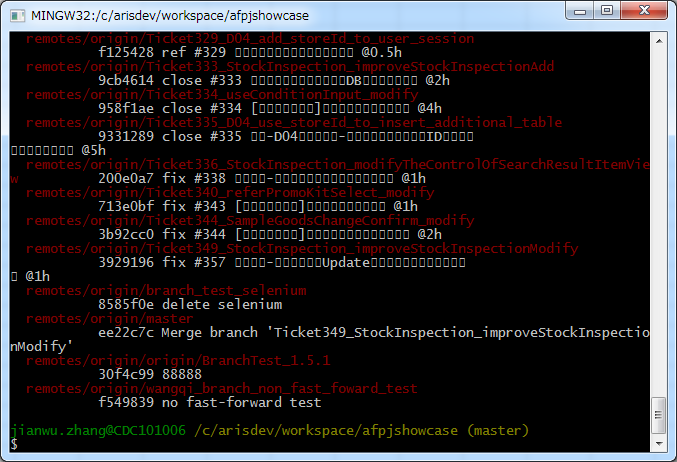 MINGW32:/c/arisdev/workspace/afpjshowcase
remotes/origin/Ticket329_DO4_add_storeId_to_user_session
f125428 ref #329 @0.5h
remotes/origin/Ticket333_StockInspection_improveStockInspectionAdd
9cb4614 close #333 DB @2h
remotes/origin/Ticket334_useConditionInput_modify
958f1ae close #334 [ ] @4h
remotes/origin/Ticket335_DO4_use_storeId_to_insert_additional_table
9331289 close #335 -DO4 - ID
@5h
remotes/origin/Ticket336_StockInspection_modifyTheControlOfSearchResultItemVie
w 200e0a7 fix #338 - @1h
remotes/origin/Ticket340_referPromoKitSelect_modify
713e0bf fix #343 [ ] @1h
remotes/origin/Ticket344_SampleGoodsChangeConfirm_modify
3b92cc0 fix #344 [ ] @2h
remotes/origin/Ticket349_StockInspection_improveStockInspectionModify
3929196 fix #357 - Update
@1h
remotes/origin/branch_test_selenium
8585f0e delete selenium
remotes/origin/master
ee22c7c Merge branch 'Ticket349_StockInspection_improveStockInspectio
nModify'
remotes/origin/origin/BranchTest_1.5.1
30f4c99 88888
remotes/origin/wangqi_branch_non_fast_foward_test
f549839 no fast-forward test
jianwu.zhang@CDC101006 /c/arisdev/workspace/afpjshowcase (master)
$